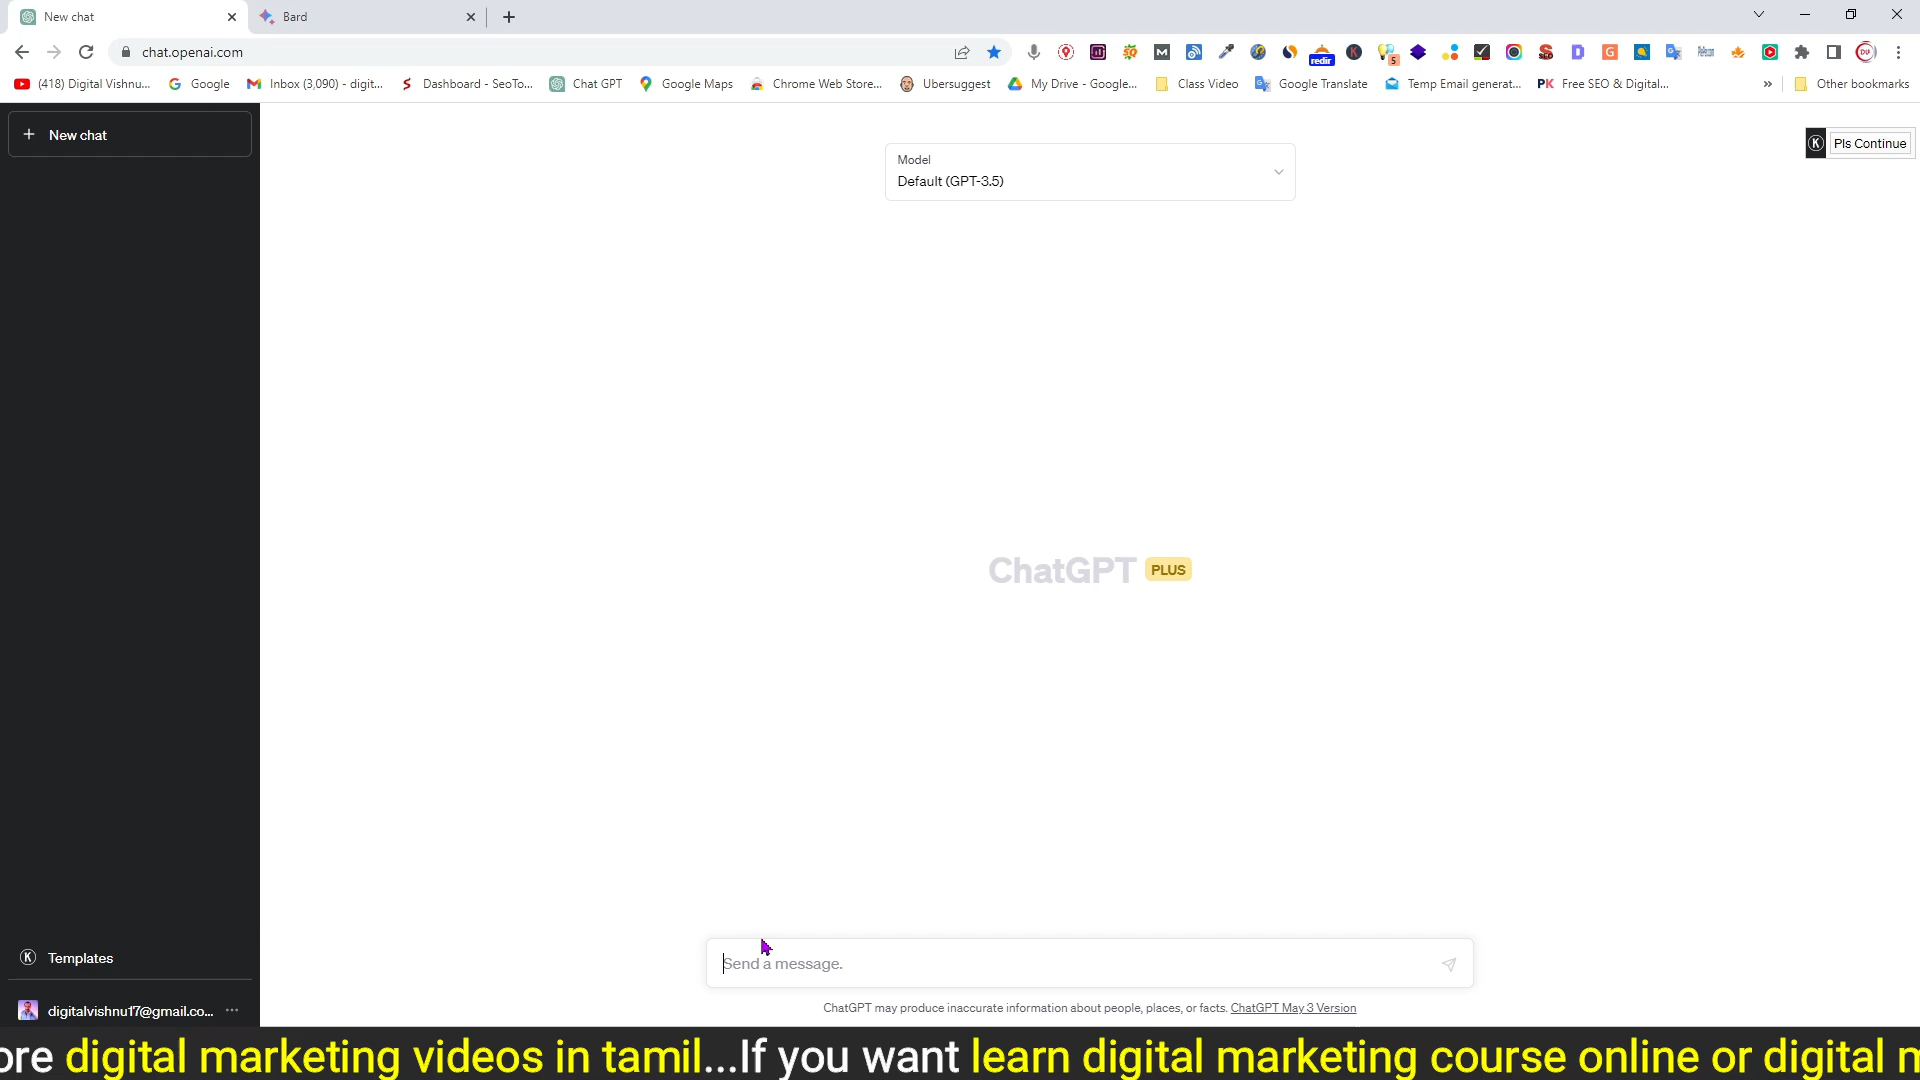 New chat
Bard
chat.openai.com
redir
5
(418) Digital Vishnu...
Google
Inbox (3,090) - digit...
Dashboard - SeoTo...
Chat GPT
Google Maps
Chrome Web Store...
Ubersuggest
My Drive - Google...
Class Video
Google Translate
Temp Email generat...
PK Free SEO & Digital...
»
Other bookmarks
+ New chat
Model
Default (GPT-3.5)
K Pls Continue
ChatGPT PLUS
K Templates
Send a message.
digitalvishnu17@gmail.co... ...
ChatGPT may produce inaccurate information about people, places, or facts. ChatGPT May 3 Version
ore digital marketing videos in tamil...If you want learn digital marketing course online or digital m